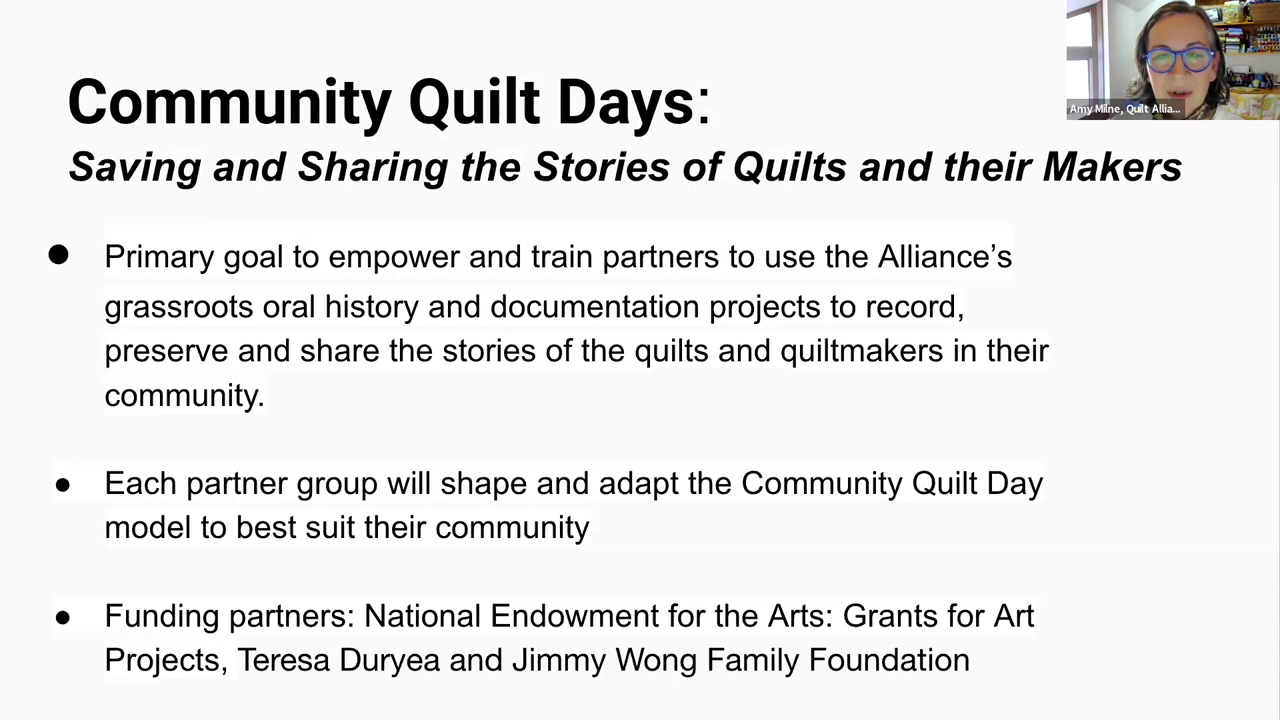 Community Quilt Days:
Saving and Sharing the Stories of Quilts and their Makers
● Primary goal to empower and train partners to use the Alliance’s
grassroots oral history and documentation projects to record,
preserve and share the stories of the quilts and quiltmakers in their
community.
● Each partner group will shape and adapt the Community Quilt Day
model to best suit their community
● Funding partners: National Endowment for the Arts: Grants for Art
Projects, Teresa Duryea and Jimmy Wong Family Foundation
Amy Milne, Quilt Allia...